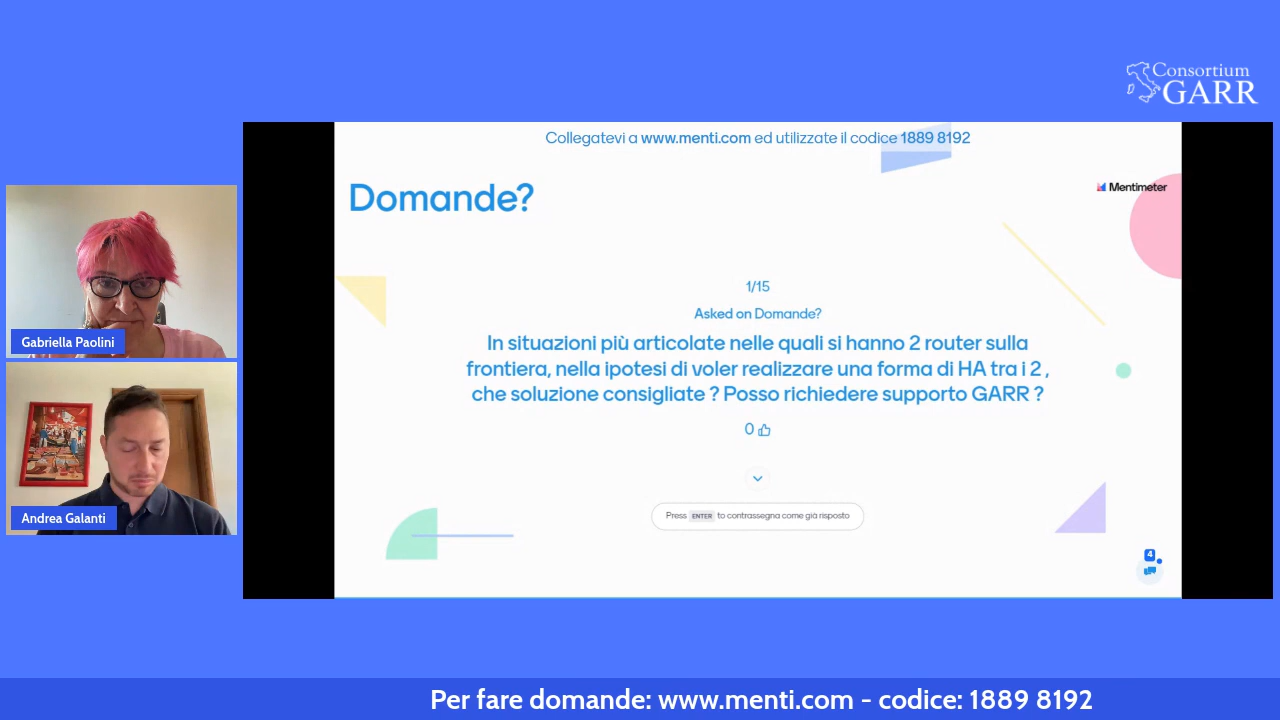 Consortium
GARR
Collegatevi a www.menti.com ed utilizzate il codice 1889 8192
Domande?
Mentimeter
1/15
Asked on Domande?
In situazioni più articolate nelle quali si hanno 2 router sulla
frontiera, nella ipotesi di voler realizzare una forma di HA tra i 2 ,
che soluzione consigliate ? Posso richiedere supporto GARR ?
0
Press ENTER to contrassegna come già risposto
4
Gabriella Paolini
Andrea Galanti
Per fare domande: www.menti.com - codice: 1889 8192